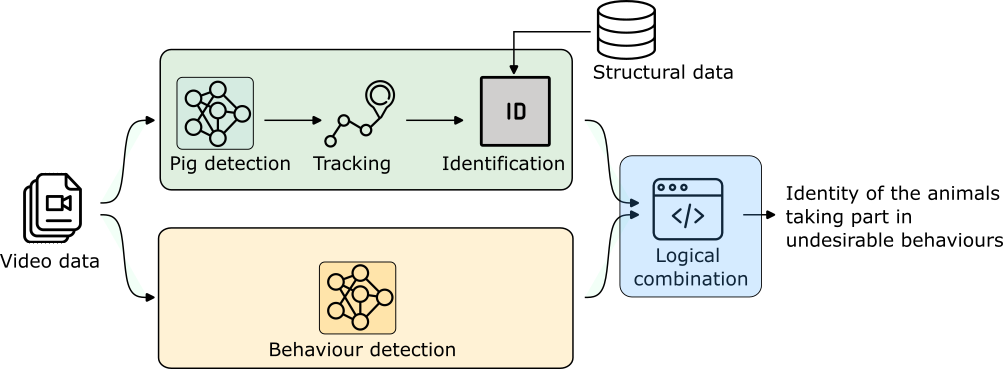 Structural data
ID
Pig detection
Tracking
Identification
Video data
Identity of the animals
taking part in
undesirable behaviours
</>
Logical
combination
Behaviour detection